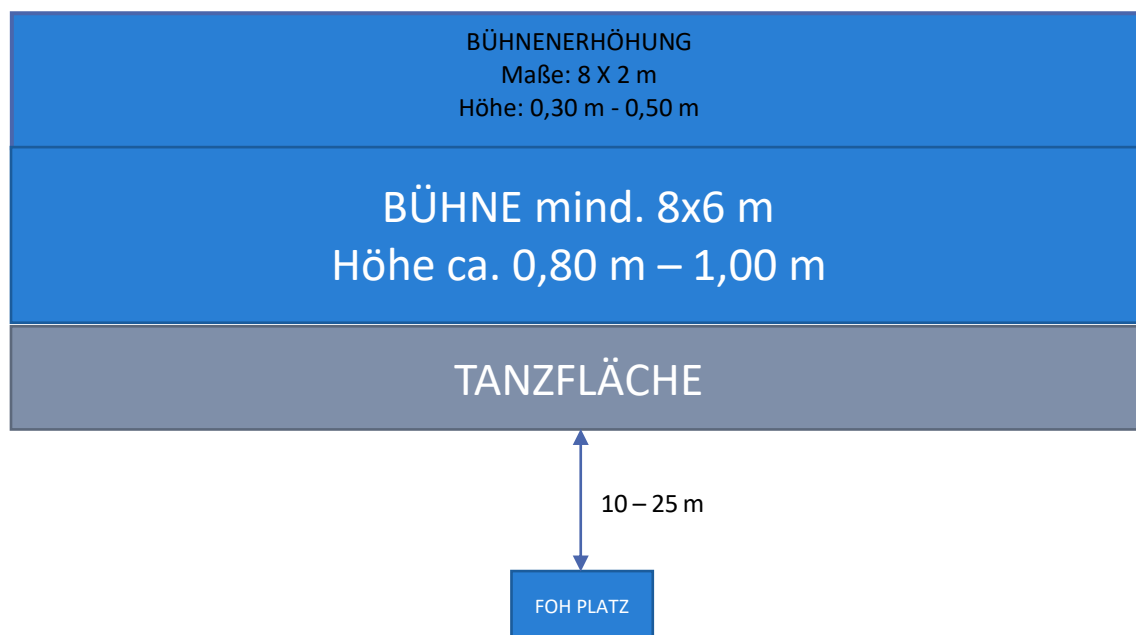 BÜHNENERHÖHUNG
Maße: 8 X 2 m
Höhe: 0,30 m - 0,50 m
BÜHNE mind. 8x6 m
Höhe ca. 0,80 m – 1,00 m
TANZFLÄCHE
10 – 25 m
FOH PLATZ